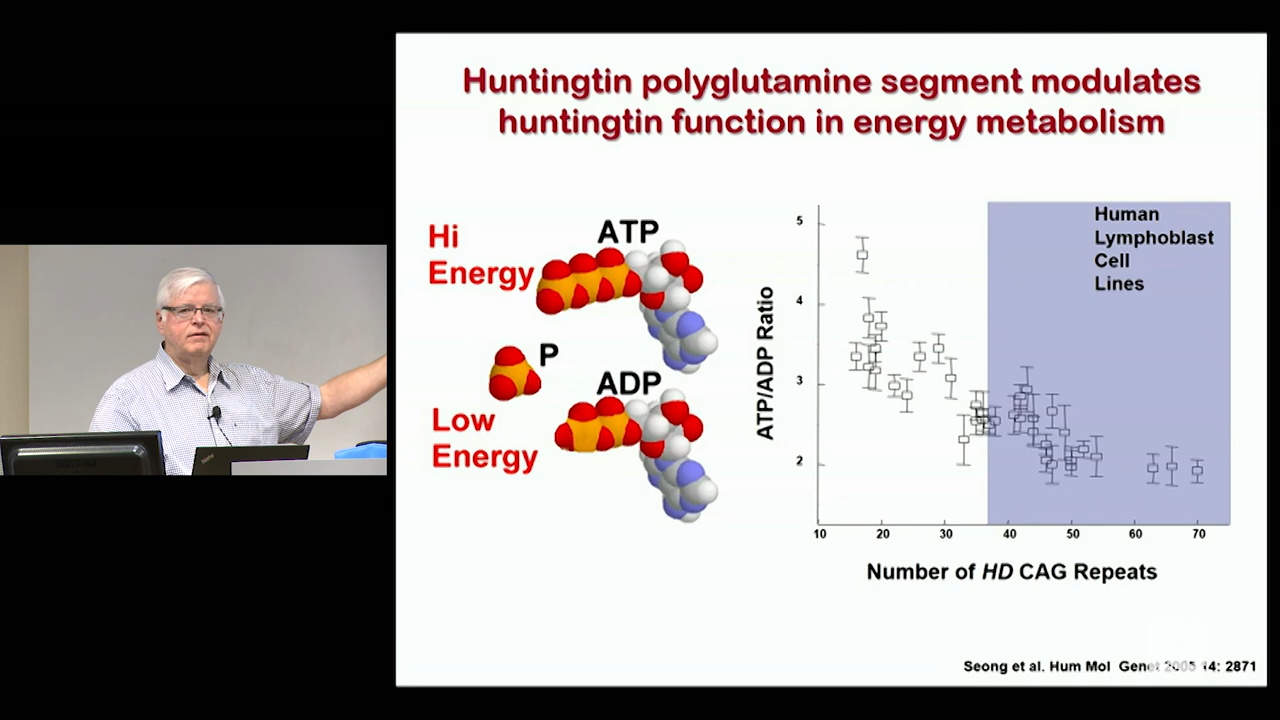 Huntingtin polyglutamine segment modulates
huntingtin function in energy metabolism
Hi
Energy
ATP
P
ADP
Low
Energy
ATP/ADP Ratio
5
4
3
2
10 20 30 40 50 60 70
Number of HD CAG Repeats
Human
Lymphoblast
Cell
Lines
Seong et al. Hum Mol Genet 2005 14: 2871